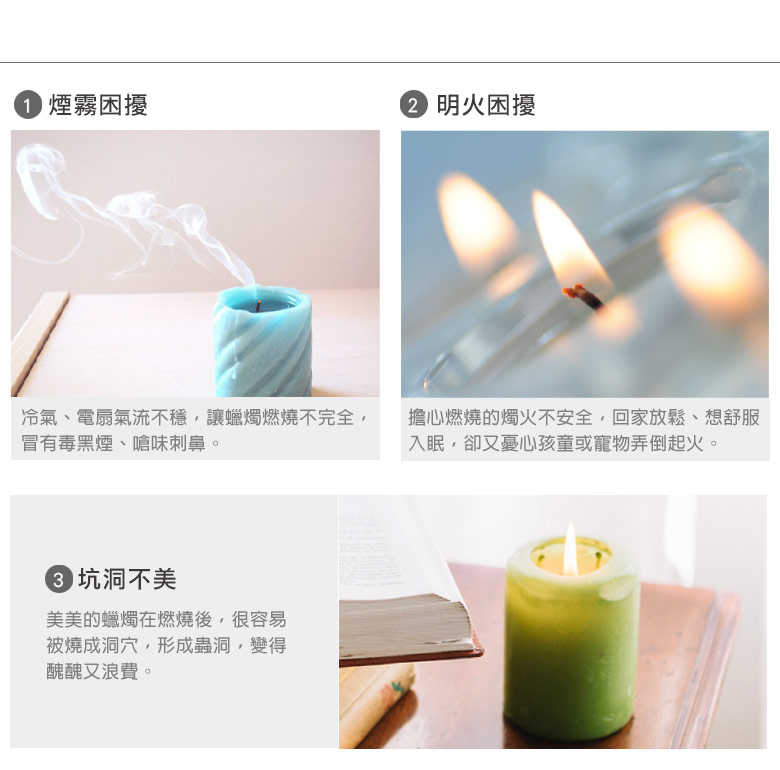 1 煙霧困擾
2 明火困擾
冷氣、電扇氣流不穩，讓蠟燭燃燒不完全，
冒有毒黑煙、嗆味刺鼻。
擔心燃燒的燭火不安全，回家放鬆、想舒服
入眠，卻又憂心孩童或寵物弄倒起火。
3 坑洞不美
美美的蠟燭在燃燒後，很容易
被燒成洞穴，形成蟲洞，變得
醜醜又浪費。